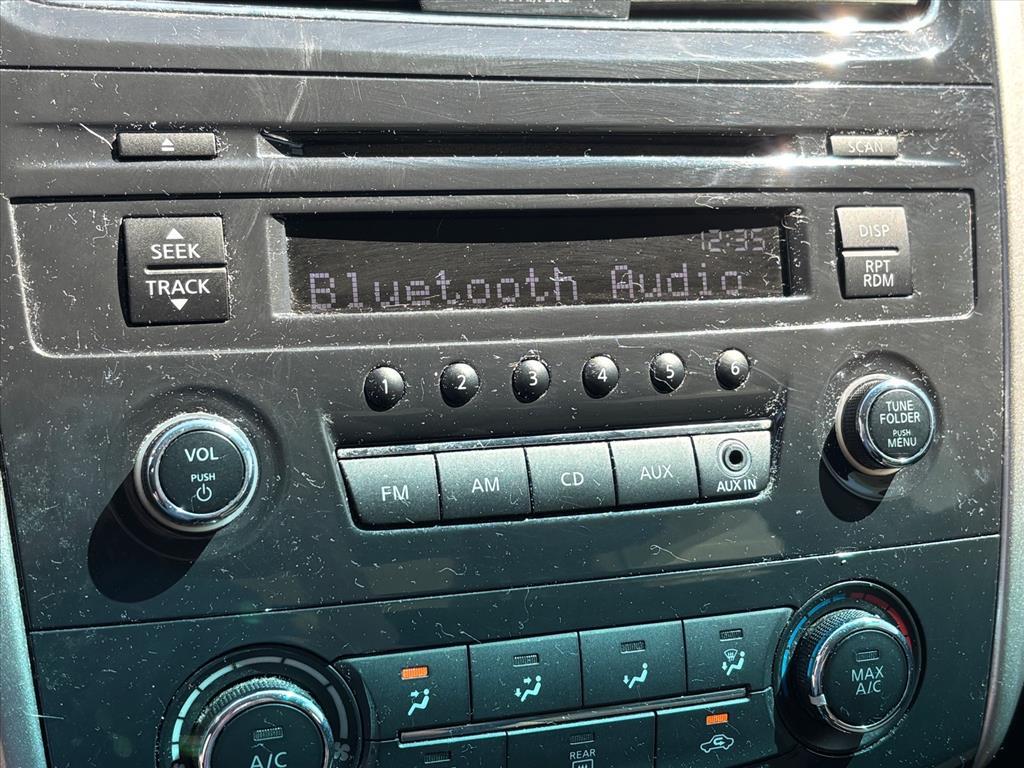 SCAN
SEEK
TRACK
12:35
Bluetooth Audio
DISP
RPT
RDM
1 2 3 4 5 6
VOL
PUSH
FM AM CD AUX
AUX IN
TUNE
FOLDER
PUSH
MENU
MAX
A/C
A/C
REAR